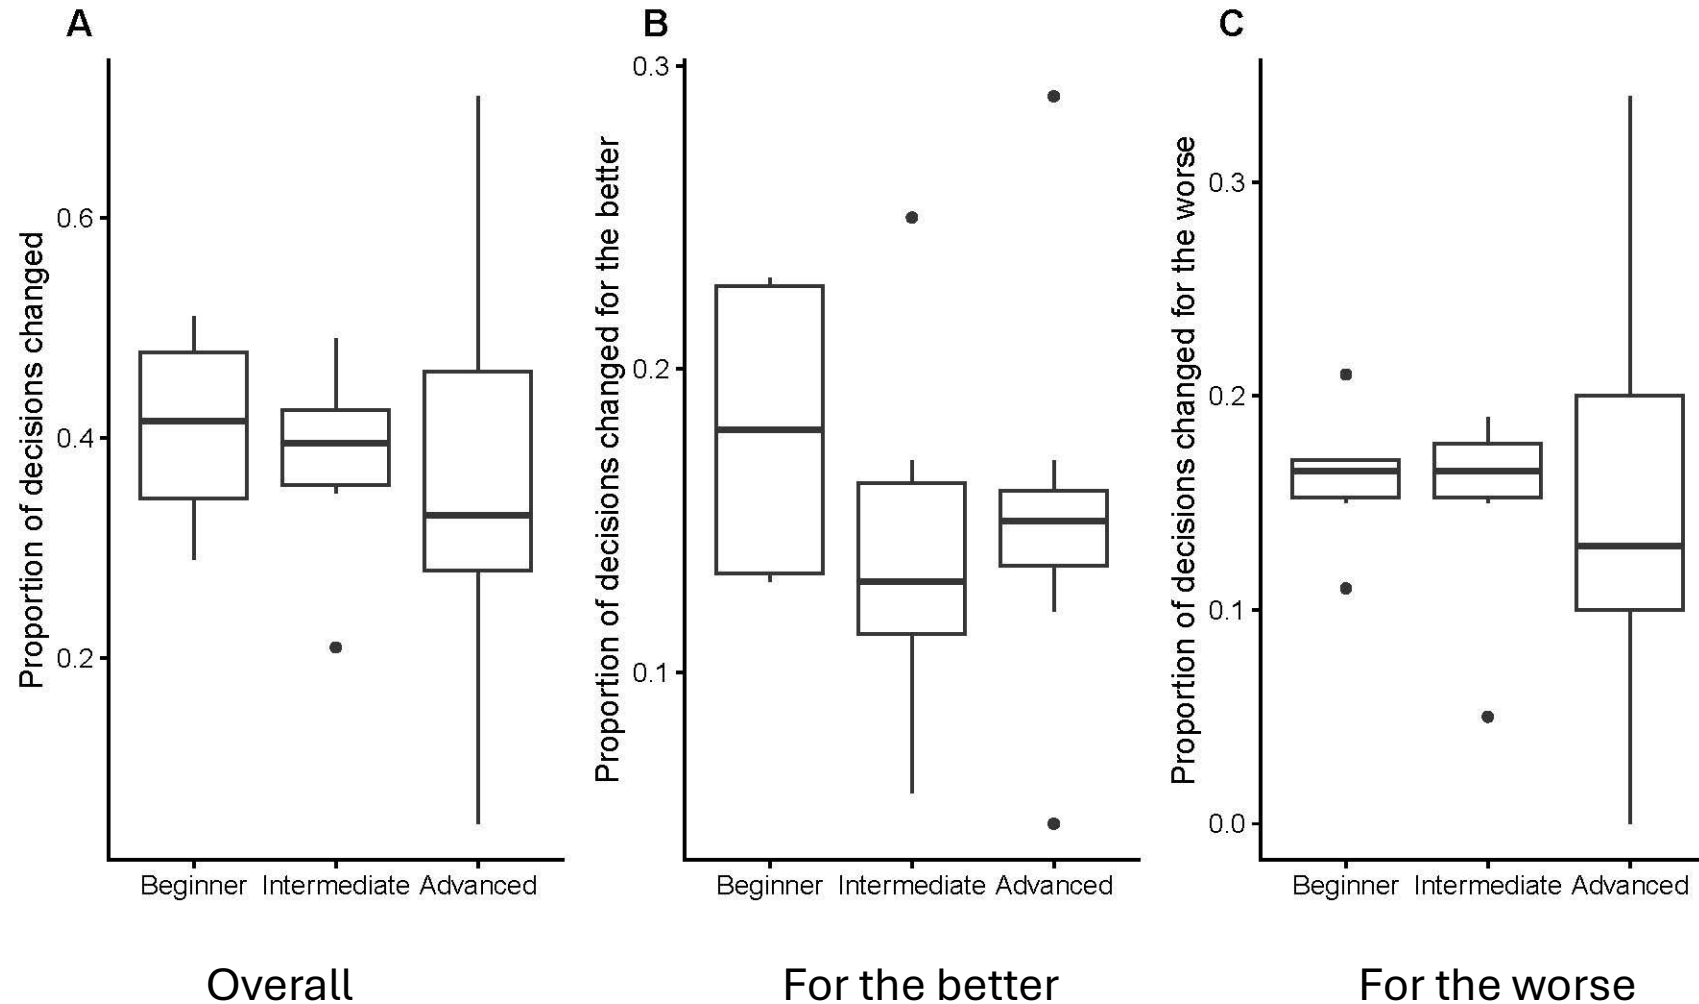 A
B
C
Proportion of decisions changed
0.6
0.4
0.2
Beginner Intermediate Advanced
Proportion of decisions changed for the better
0.3
0.2
0.1
Beginner Intermediate Advanced
Proportion of decisions changed for the worse
0.3
0.2
0.1
0.0
Beginner Intermediate Advanced
Overall
For the better
For the worse